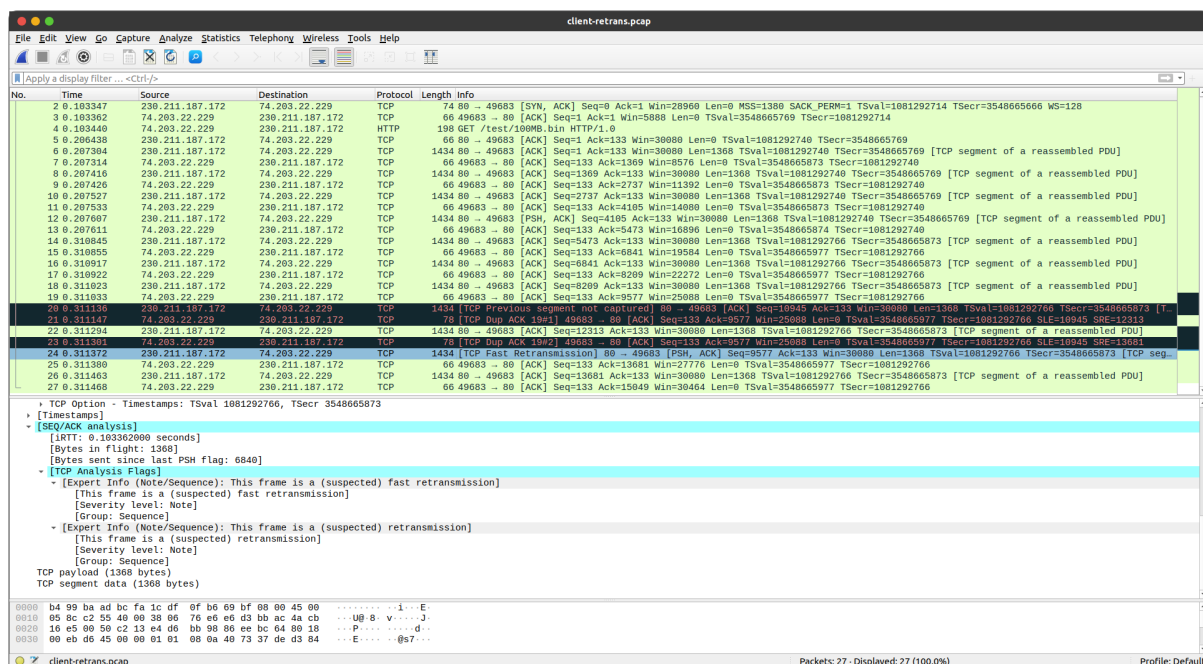 client-retrans.pcap
File Edit View Go Capture Analyze Statistics Telephony Wireless Tools Help
Apply a display filter ... <Ctrl-/>
No. Time Source Destination Protocol Length Info
2 0.103347 230.211.187.172 74.203.22.229 TCP 74 80 → 49683 [SYN, ACK] Seq=0 Ack=1 Win=28960 Len=0 MSS=1380 SACK_PERM=1 TSval=1081292714 TSecr=3548665666 WS=128
3 0.103362 74.203.22.229 230.211.187.172 TCP 66 49683 → 80 [ACK] Seq=1 Ack=1 Win=5888 Len=0 TSval=3548665769 TSecr=1081292714
4 0.103440 74.203.22.229 230.211.187.172 HTTP 198 GET /test/100MB.bin HTTP/1.0
5 0.206438 230.211.187.172 74.203.22.229 TCP 66 80 → 49683 [ACK] Seq=1 Ack=133 Win=30080 Len=0 TSval=1081292740 TSecr=3548665769
6 0.207304 230.211.187.172 74.203.22.229 TCP 1434 80 → 49683 [ACK] Seq=1 Ack=133 Win=30080 Len=1368 TSval=1081292740 TSecr=3548665769 [TCP segment of a reassembled PDU]
7 0.207314 74.203.22.229 230.211.187.172 TCP 66 49683 → 80 [ACK] Seq=133 Ack=1369 Win=8576 Len=0 TSval=3548665873 TSecr=1081292740
8 0.207416 230.211.187.172 74.203.22.229 TCP 1434 80 → 49683 [ACK] Seq=1369 Ack=133 Win=30080 Len=1368 TSval=1081292740 TSecr=3548665769 [TCP segment of a reassembled PDU]
9 0.207426 74.203.22.229 230.211.187.172 TCP 66 49683 → 80 [ACK] Seq=133 Ack=2737 Win=11392 Len=0 TSval=3548665873 TSecr=1081292740
10 0.207527 230.211.187.172 74.203.22.229 TCP 1434 80 → 49683 [ACK] Seq=2737 Ack=133 Win=30080 Len=1368 TSval=1081292740 TSecr=3548665769 [TCP segment of a reassembled PDU]
11 0.207533 74.203.22.229 230.211.187.172 TCP 66 49683 → 80 [ACK] Seq=133 Ack=4105 Win=14080 Len=0 TSval=3548665873 TSecr=1081292740
12 0.207607 230.211.187.172 74.203.22.229 TCP 1434 80 → 49683 [PSH, ACK] Seq=4105 Ack=133 Win=30080 Len=1368 TSval=1081292740 TSecr=3548665769 [TCP segment of a reassembled PDU]
13 0.207611 74.203.22.229 230.211.187.172 TCP 66 49683 → 80 [ACK] Seq=133 Ack=5473 Win=16896 Len=0 TSval=3548665874 TSecr=1081292740
14 0.310845 230.211.187.172 74.203.22.229 TCP 1434 80 → 49683 [ACK] Seq=5473 Ack=133 Win=30080 Len=1368 TSval=1081292766 TSecr=3548665873 [TCP segment of a reassembled PDU]
15 0.310855 74.203.22.229 230.211.187.172 TCP 66 49683 → 80 [ACK] Seq=133 Ack=6841 Win=19584 Len=0 TSval=3548665977 TSecr=1081292766
16 0.310917 230.211.187.172 74.203.22.229 TCP 1434 80 → 49683 [ACK] Seq=6841 Ack=133 Win=30080 Len=1368 TSval=1081292766 TSecr=3548665873 [TCP segment of a reassembled PDU]
17 0.310922 74.203.22.229 230.211.187.172 TCP 66 49683 → 80 [ACK] Seq=133 Ack=8209 Win=22272 Len=0 TSval=3548665977 TSecr=1081292766
18 0.311023 230.211.187.172 74.203.22.229 TCP 1434 80 → 49683 [ACK] Seq=8209 Ack=133 Win=30080 Len=1368 TSval=1081292766 TSecr=3548665873 [TCP segment of a reassembled PDU]
19 0.311033 74.203.22.229 230.211.187.172 TCP 66 49683 → 80 [ACK] Seq=133 Ack=9577 Win=25088 Len=0 TSval=3548665977 TSecr=1081292766
20 0.311136 230.211.187.172 74.203.22.229 TCP 1434 [TCP Previous segment not captured] 80 → 49683 [ACK] Seq=10945 Ack=133 Win=30080 Len=1368 TSval=1081292766 TSecr=3548665873 [T…
21 0.311147 74.203.22.229 230.211.187.172 TCP 78 [TCP Dup ACK 19#1] 49683 → 80 [ACK] Seq=133 Ack=9577 Win=25088 Len=0 TSval=3548665977 TSecr=1081292766 SLE=10945 SRE=12313
22 0.311294 230.211.187.172 74.203.22.229 TCP 1434 80 → 49683 [ACK] Seq=12313 Ack=133 Win=30080 Len=1368 TSval=1081292766 TSecr=3548665873 [TCP segment of a reassembled PDU]
23 0.311301 74.203.22.229 230.211.187.172 TCP 78 [TCP Dup ACK 19#2] 49683 → 80 [ACK] Seq=133 Ack=9577 Win=25088 Len=0 TSval=3548665977 TSecr=1081292766 SLE=10945 SRE=13681
24 0.311372 230.211.187.172 74.203.22.229 TCP 1434 [TCP Fast Retransmission] 80 → 49683 [PSH, ACK] Seq=9577 Ack=133 Win=30080 Len=1368 TSval=1081292766 TSecr=3548665873 [TCP seg…
25 0.311380 74.203.22.229 230.211.187.172 TCP 66 49683 → 80 [ACK] Seq=133 Ack=13681 Win=27776 Len=0 TSval=3548665977 TSecr=1081292766
26 0.311463 230.211.187.172 74.203.22.229 TCP 1434 80 → 49683 [ACK] Seq=13681 Ack=133 Win=30080 Len=1368 TSval=1081292766 TSecr=3548665873 [TCP segment of a reassembled PDU]
27 0.311468 74.203.22.229 230.211.187.172 TCP 66 49683 → 80 [ACK] Seq=133 Ack=15049 Win=30464 Len=0 TSval=3548665977 TSecr=1081292766
TCP Option - Timestamps: TSval 1081292766, TSecr 3548665873
[Timestamps]
[SEQ/ACK analysis]
[iRTT: 0.103362000 seconds]
[Bytes in flight: 1368]
[Bytes sent since last PSH flag: 6840]
[TCP Analysis Flags]
[Expert Info (Note/Sequence): This frame is a (suspected) fast retransmission]
[This frame is a (suspected) fast retransmission]
[Severity level: Note]
[Group: Sequence]
[Expert Info (Note/Sequence): This frame is a (suspected) retransmission]
[This frame is a (suspected) retransmission]
[Severity level: Note]
[Group: Sequence]
TCP payload (1368 bytes)
TCP segment data (1368 bytes)
0000 b4 99 ba ad bc fa 1c df 0f b6 69 bf 08 00 45 00 ········ ··i···E·
0010 05 8c c2 55 40 00 38 06 76 e6 e6 d3 bb ac 4a cb ···U@·8· v·····J·
0020 16 e5 00 50 c2 13 e4 d6 bb 98 86 ee bc 64 80 18 ···P···· ·····d··
0030 00 eb d6 45 00 00 01 01 08 0a 40 73 37 de d3 84 ···E···· ··@s7···
client-retrans.pcap Packets: 27 · Displayed: 27 (100.0%) Profile: Default